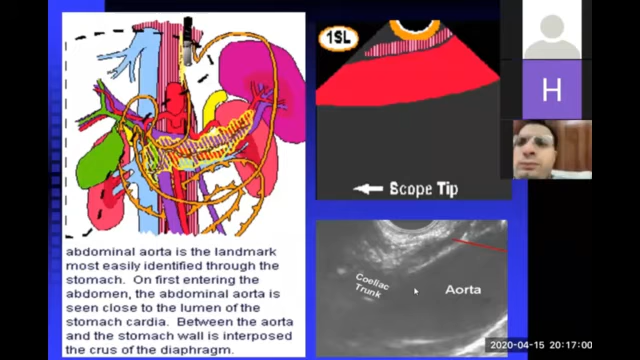 1SL
H
Scope Tip
abdominal aorta is the landmark
most easily identified through the
stomach. On first entering the
abdomen, the abdominal aorta is
seen close to the lumen of the
stomach cardia. Between the aorta
and the stomach wall is interposed
the crus of the diaphragm.
Coeliac
Trunk
Aorta
2020-04-15 20:17:00